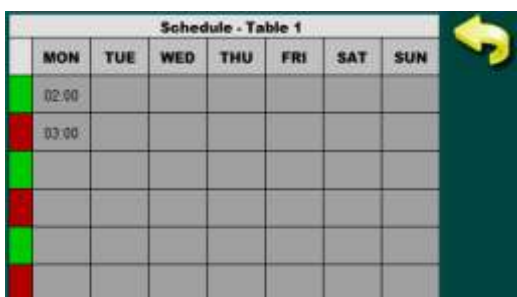 Schedule - Table 1
MON TUE WED THU FRI SAT SUN
02:00
03:00